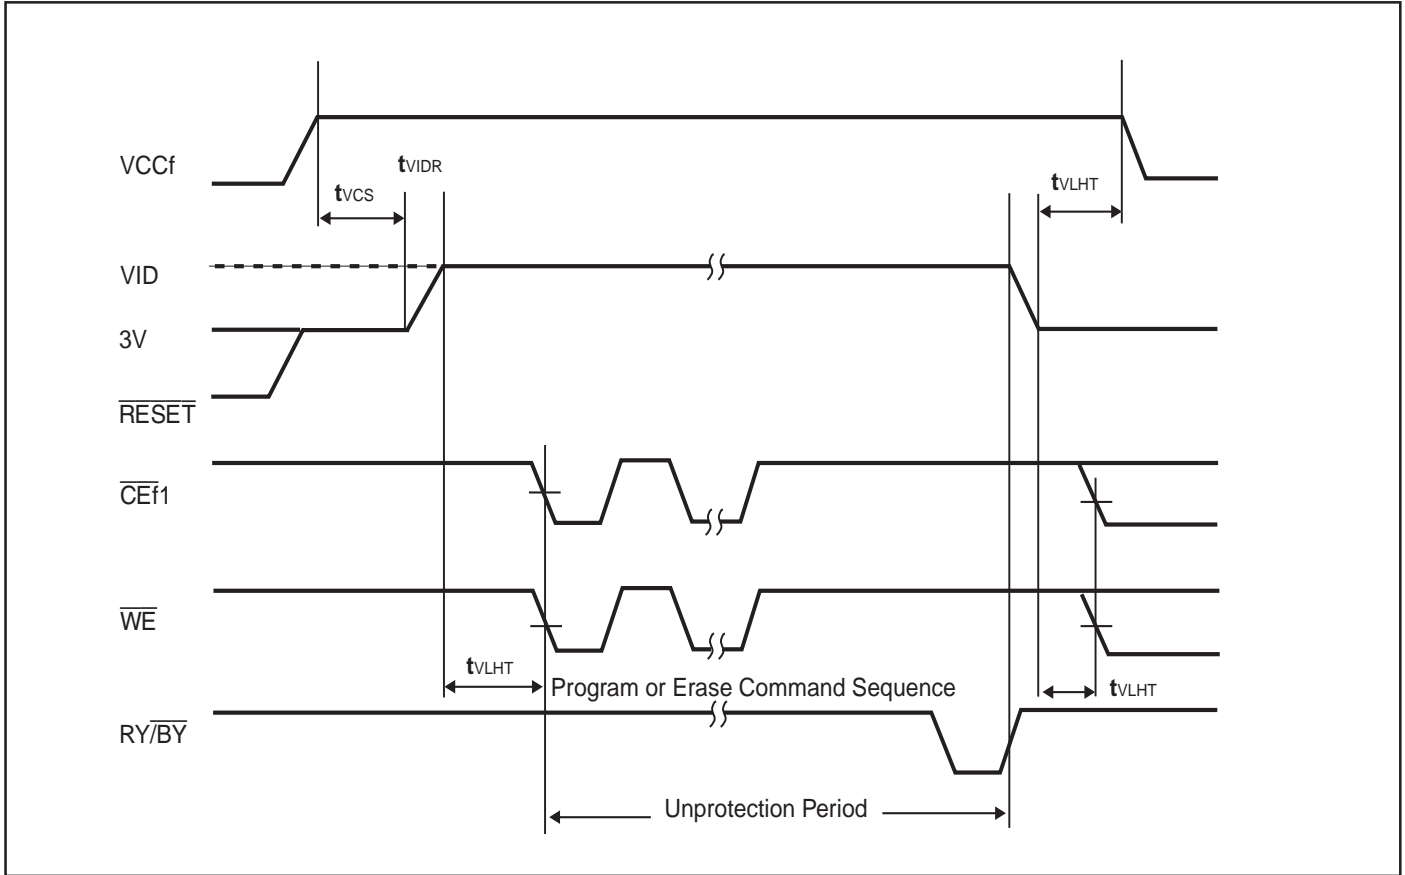 VCCf
tVIDR
tVCS
tVLHT
VID
3V
RESET
CEf1
WE
tVLHT
Program or Erase Command Sequence
tVLHT
RY/BY
Unprotection Period